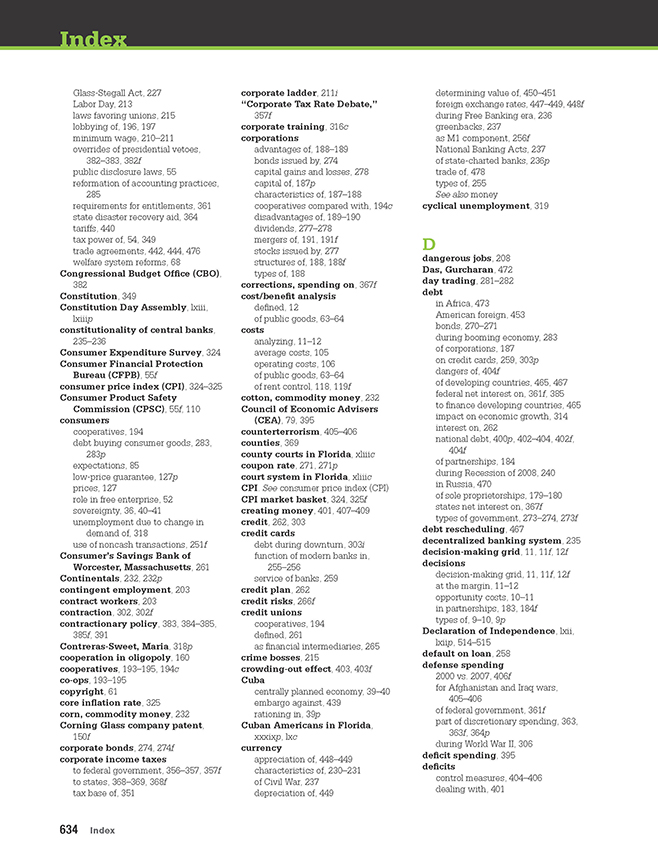 Index
Glass-Stegall Act, 227
Labor Day, 213
laws favoring unions, 215
lobbying of, 196, 197
minimum wage, 210–211
overrides of presidential vetoes,
382–383, 382f
public disclosure laws, 55
reformation of accounting practices,
285
requirements for entitlements, 361
state disaster recovery aid, 364
tariffs, 440
tax power of, 54, 349
trade agreements, 442, 444, 476
welfare system reforms, 68
Congressional Budget Office (CBO),
382
Constitution, 349
Constitution Day Assembly, lxiii,
lxiiip
constitutionality of central banks,
235–236
Consumer Expenditure Survey, 324
Consumer Financial Protection
Bureau (CFPB), 55f
consumer price index (CPI), 324–325
Consumer Product Safety
Commission (CPSC), 55f, 110
consumers
cooperatives, 194
debt buying consumer goods, 283,
283p
expectations, 85
low-price guarantee, 127p
prices, 127
role in free enterprise, 52
sovereignty, 36, 40–41
unemployment due to change in
demand of, 318
use of noncash transactions, 251f
Consumer's Savings Bank of
Worcester, Massachusetts, 261
Continentals, 232, 232p
contingent employment, 203
contract workers, 203
contraction, 302, 302f
contractionary policy, 383, 384–385,
385f, 391
Contreras-Sweet, Maria, 318p
cooperation in oligopoly, 160
cooperatives, 193–195, 194c
co-ops, 193–195
copyright, 61
core inflation rate, 325
corn, commodity money, 232
Corning Glass company patent,
150f
corporate bonds, 274, 274f
corporate income taxes
to federal government, 356–357, 357f
to states, 368–369, 368f
tax base of, 351
corporate ladder, 211i
"Corporate Tax Rate Debate,"
357f
corporate training, 316c
corporations
advantages of, 188–189
bonds issued by, 274
capital gains and losses, 278
capital of, 187p
characteristics of, 187–188
cooperatives compared with, 194c
disadvantages of, 189–190
dividends, 277–278
mergers of, 191, 191f
stocks issued by, 277
structures of, 188, 188f
types of, 188
corrections, spending on, 367f
cost/benefit analysis
defined, 12
of public goods, 63–64
costs
analyzing, 11–12
average costs, 105
operating costs, 106
of public goods, 63–64
of rent control, 118, 119f
cotton, commodity money, 232
Council of Economic Advisers
(CEA), 79, 395
counterterrorism, 405–406
counties, 369
county courts in Florida, xliiic
coupon rate, 271, 271p
court system in Florida, xliiic
CPI. See consumer price index (CPI)
CPI market basket, 324, 325f
creating money, 401, 407–409
credit, 262, 303
credit cards
debt during downturn, 303i
function of modern banks in,
255–256
service of banks, 259
credit plan, 262
credit risks, 266f
credit unions
cooperatives, 194
defined, 261
as financial intermediaries, 265
crime bosses, 215
crowding-out effect, 403, 403f
Cuba
centrally planned economy, 39–40
embargo against, 439
rationing in, 39p
Cuban Americans in Florida,
xxxixp, lxc
currency
appreciation of, 448–449
characteristics of, 230–231
of Civil War, 237
depreciation of, 449
determining value of, 450–451
foreign exchange rates, 447–449, 448f
during Free Banking era, 236
greenbacks, 237
as M1 component, 256f
National Banking Acts, 237
of state-charted banks, 236p
trade of, 478
types of, 255
See also money
cyclical unemployment, 319
D
dangerous jobs, 208
Das, Gurcharan, 472
day trading, 281–282
debt
in Africa, 473
American foreign, 453
bonds, 270–271
during booming economy, 283
of corporations, 187
on credit cards, 259, 303p
dangers of, 404f
of developing countries, 465, 467
federal net interest on, 361f, 385
to finance developing countries, 465
impact on economic growth, 314
interest on, 262
national debt, 400p, 402–404, 402f,
404f
of partnerships, 184
during Recession of 2008, 240
in Russia, 470
of sole proprietorships, 179–180
states net interest on, 367f
types of government, 273–274, 273f
debt rescheduling, 467
decentralized banking system, 235
decision-making grid, 11, 11f, 12f
decisions
decision-making grid, 11, 11f, 12f
at the margin, 11–12
opportunity costs, 10–11
in partnerships, 183, 184f
types of, 9–10, 9p
Declaration of Independence, lxii,
lxiip, 514–515
default on loan, 258
defense spending
2000 vs. 2007, 406f
for Afghanistan and Iraq wars,
405–406
of federal government, 361f
part of discretionary spending, 363,
363f, 364p
during World War II, 306
deficit spending, 395
deficits
control measures, 404–406
dealing with, 401
634 Index